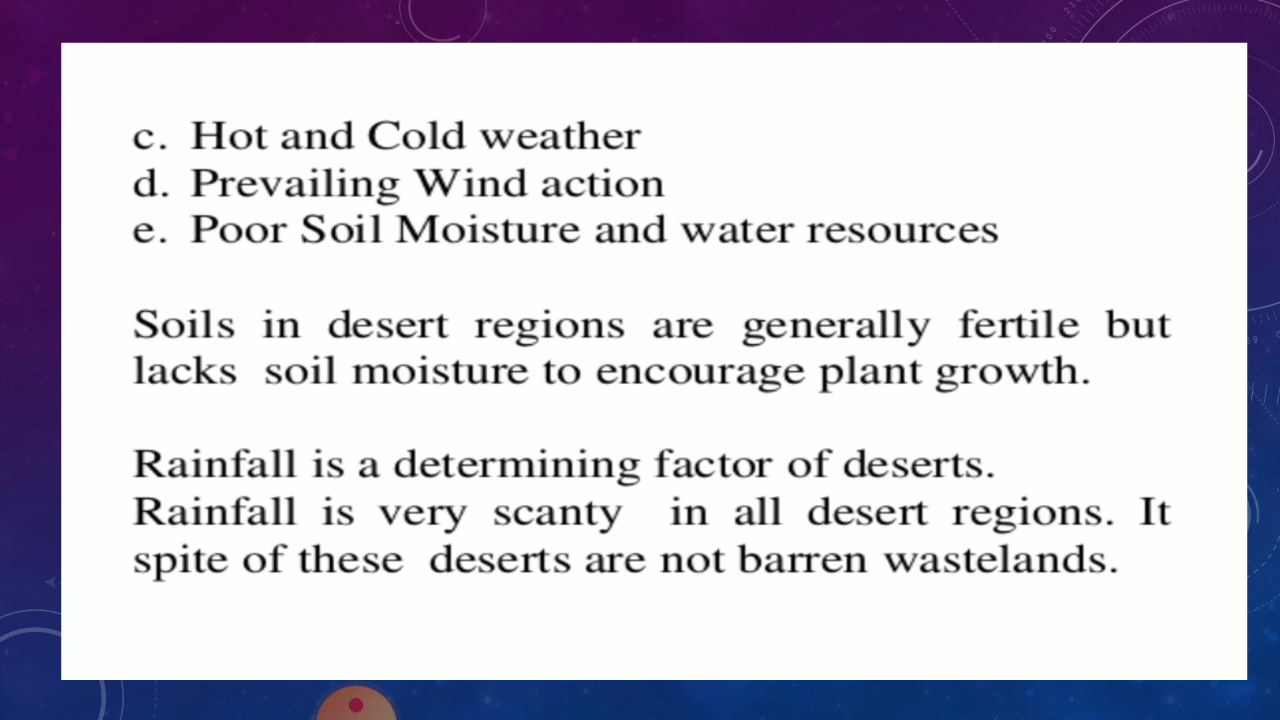 c. Hot and Cold weather
d. Prevailing Wind action
e. Poor Soil Moisture and water resources
Soils in desert regions are generally fertile but
lacks soil moisture to encourage plant growth.
Rainfall is a determining factor of deserts.
Rainfall is very scanty in all desert regions. It
spite of these deserts are not barren wastelands.